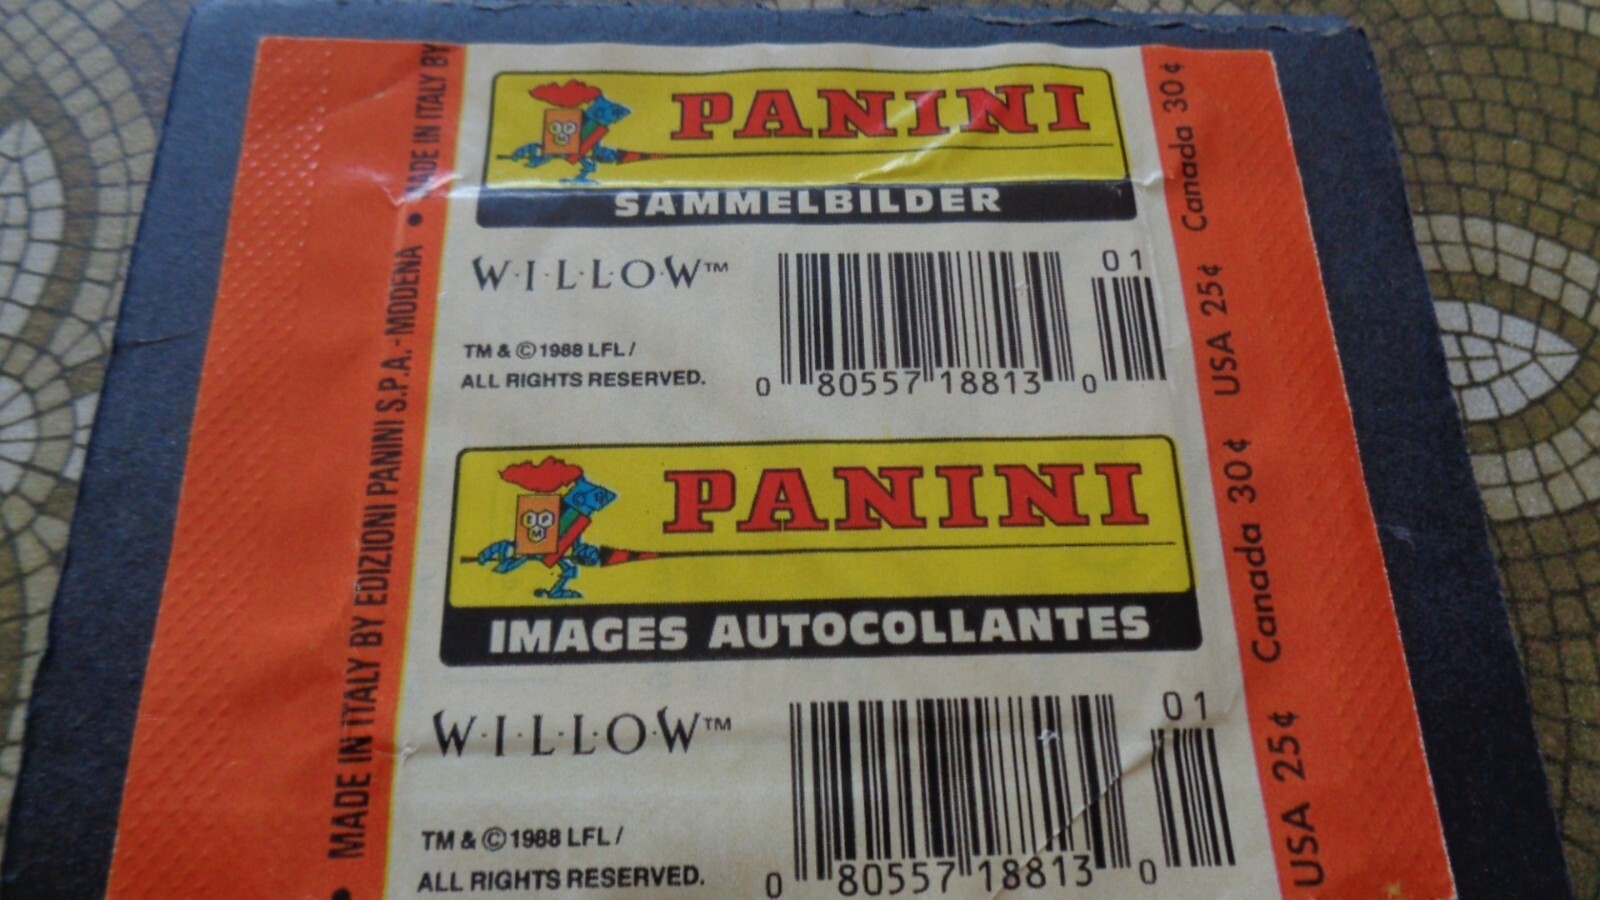 PANINI
SAMMELBILDER
W·I·L·L·O·W™
TM & ©1988 LFL/
ALL RIGHTS RESERVED.
01
0 80557 18813 0
PANINI
IMAGES AUTOCOLLANTES
W·I·L·L·O·W™
TM & ©1988 LFL/
ALL RIGHTS RESERVED.
01
0 80557 18813 0
• MADE IN ITALY BY EDIZIONI PANINI S.P.A.-MODENA • MADE IN ITALY BY
USA 25¢ Canada 30¢ USA 25¢ Canada 30¢